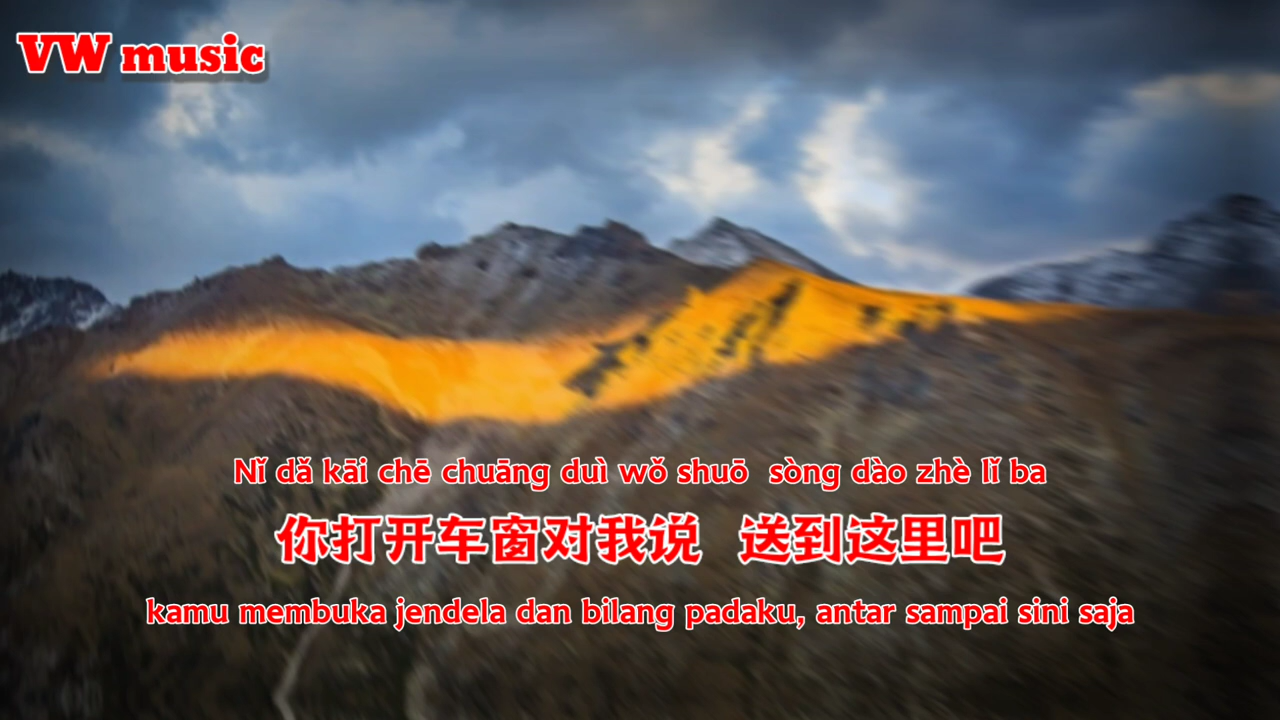 VW music
Nǐ dǎ kāi chē chuāng duì wǒ shuō  sòng dào zhè lǐ ba
你打开车窗对我说  送到这里吧
kamu membuka jendela dan bilang padaku, antar sampai sini saja